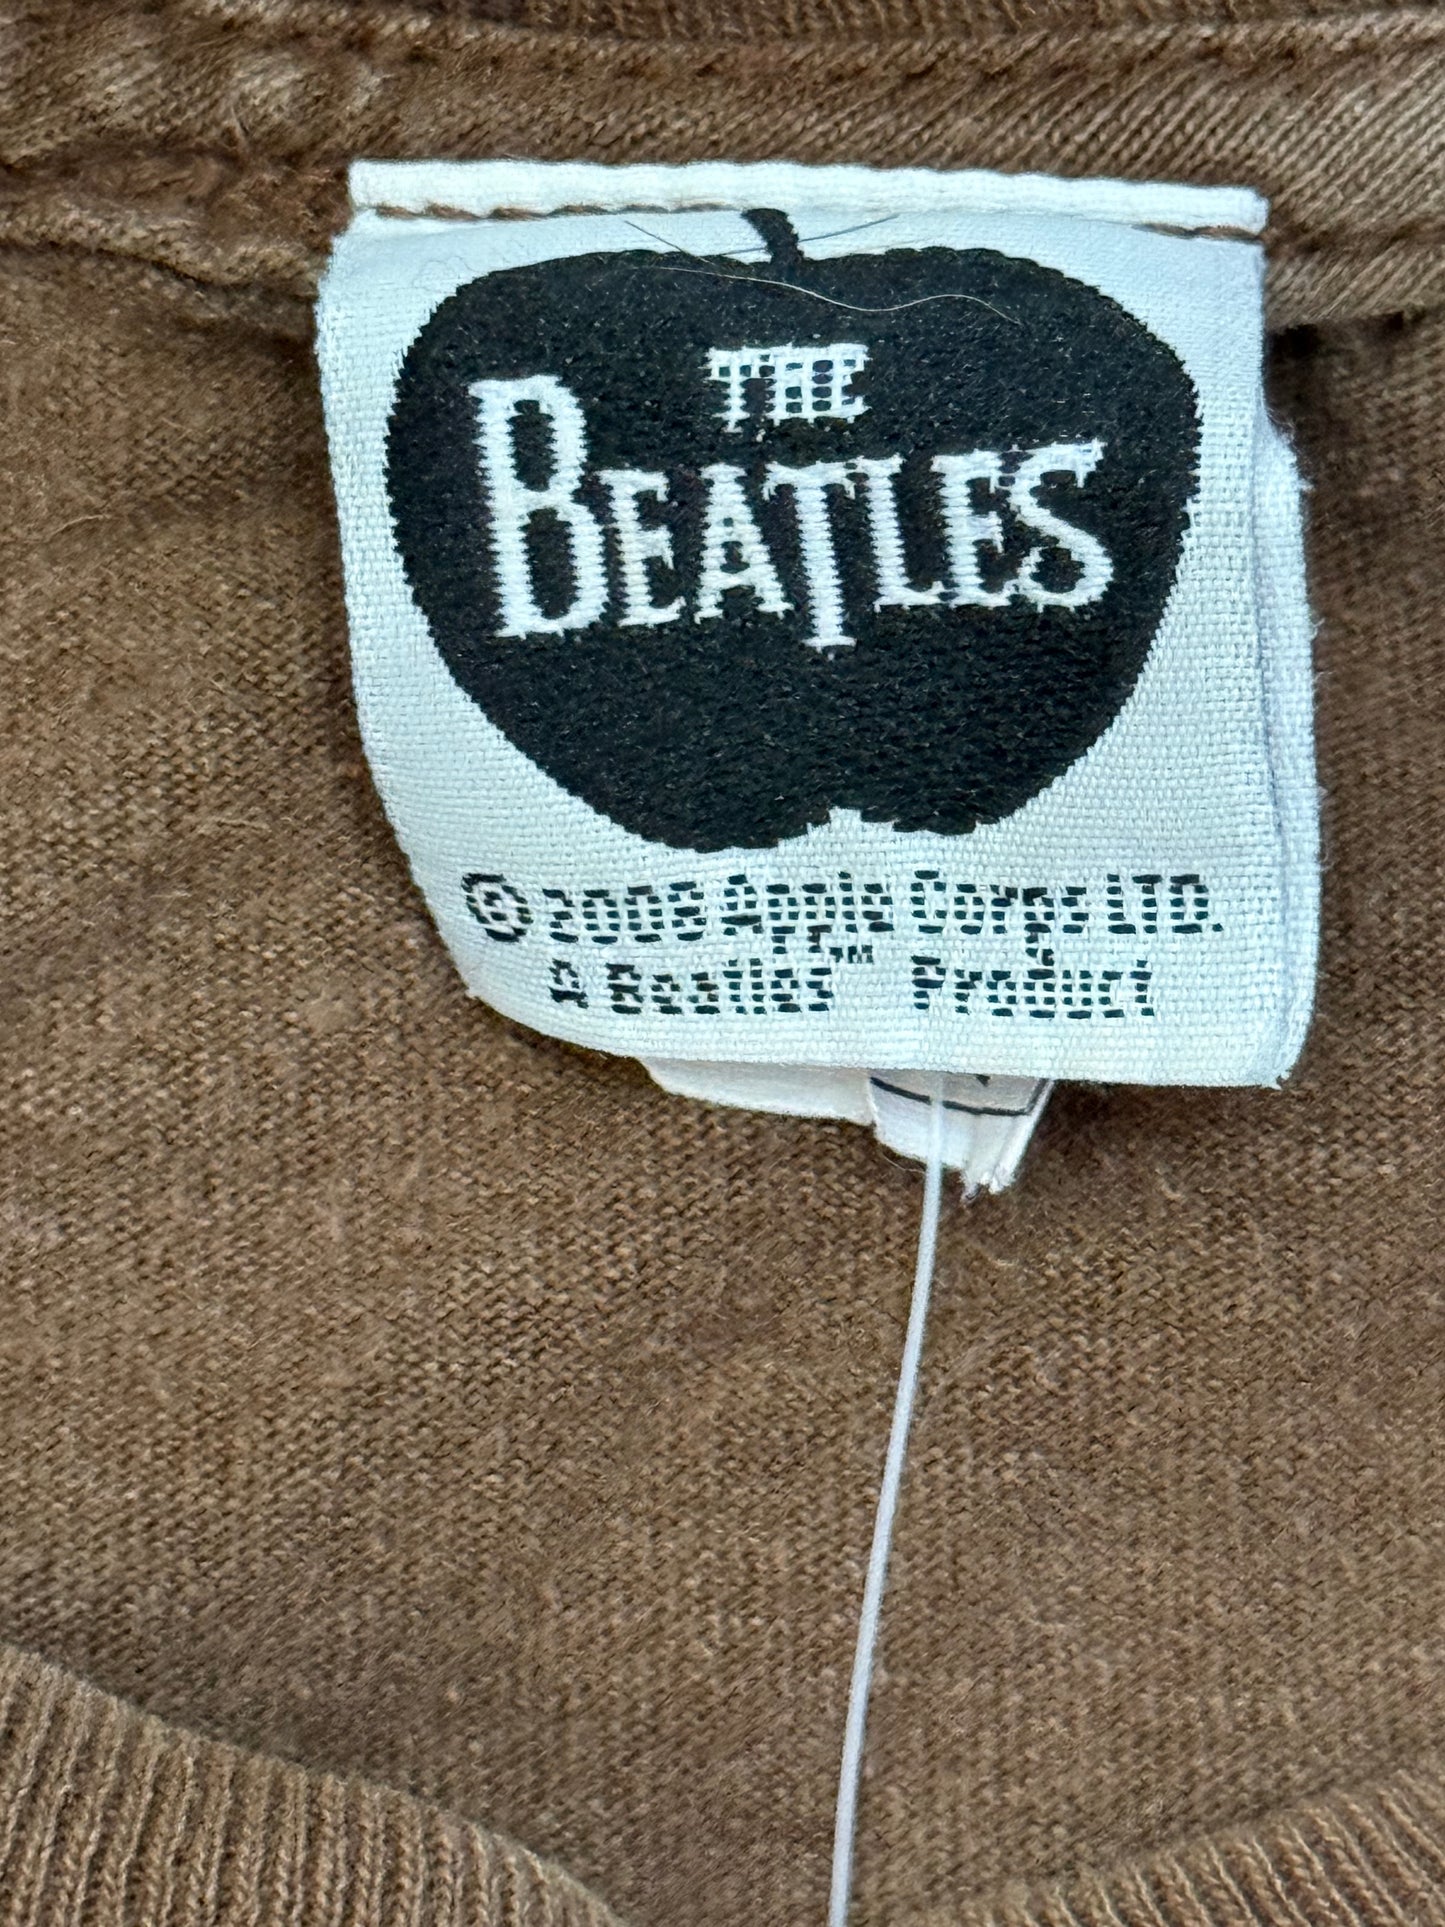 THE
BEATLES
© 2008 Apple Corps LTD.
A Beatles™ Product